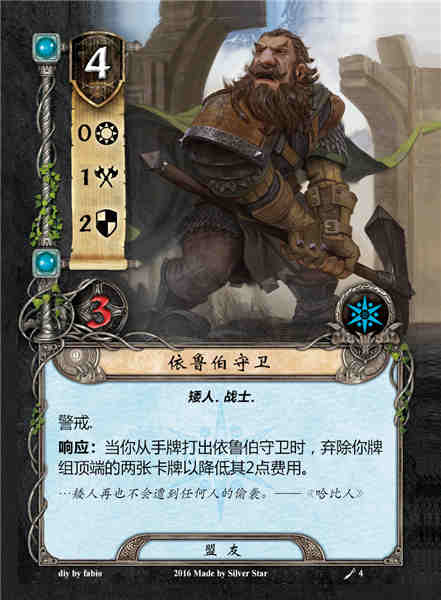 4
0
1
2
3
依鲁伯守卫
矮人. 战士.
警戒.
响应：当你从手牌打出依鲁伯守卫时，弃除你牌
组顶端的两张卡牌以降低其2点费用。
…矮人再也不会遭到任何人的偷袭。——《哈比人》
盟友
diy by fabio
2016 Made by Silver Star
4